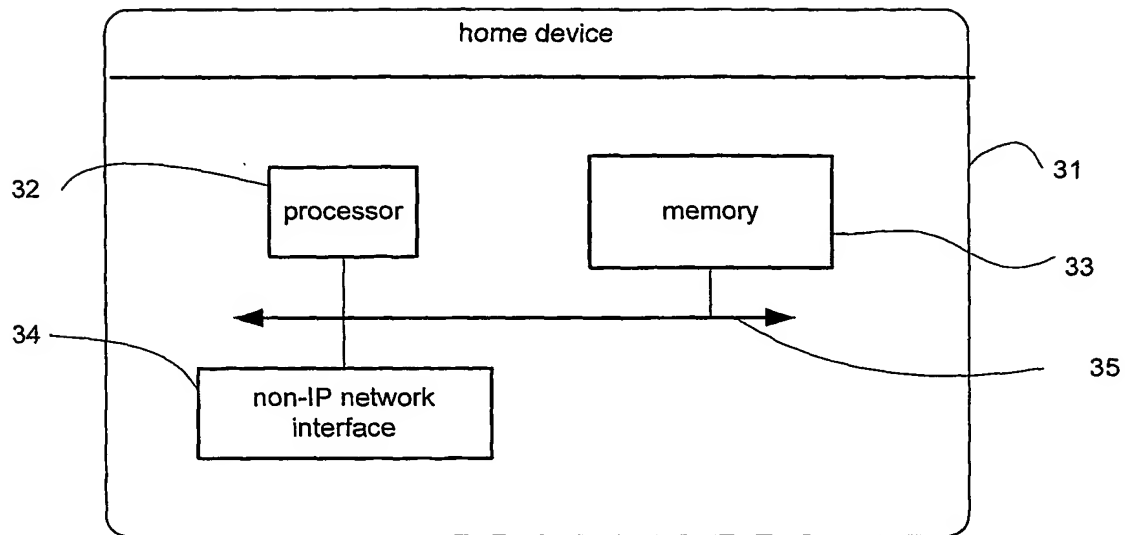 home device
32
processor
memory
31
33
34
non-IP network
interface
35